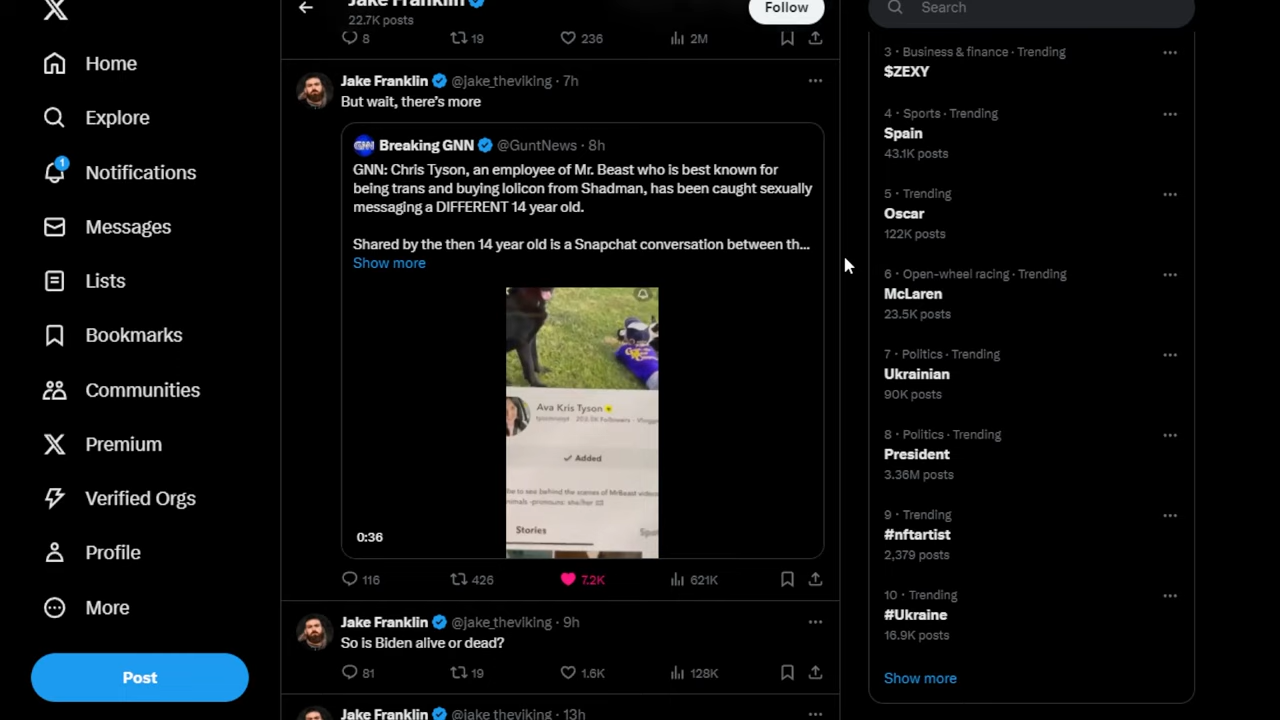 Home
Explore
1
Notifications
Messages
Lists
Bookmarks
Communities
Premium
Verified Orgs
Profile
More
Post
Jake Franklin
22.7K posts
Follow
8 19 236 2M
Jake Franklin @jake_theviking · 7h
But wait, there's more
GNN Breaking GNN @GuntNews · 8h
GNN: Chris Tyson, an employee of Mr. Beast who is best known for
being trans and buying lolicon from Shadman, has been caught sexually
messaging a DIFFERENT 14 year old.
Shared by the then 14 year old is a Snapchat conversation between th...
Show more
Ava Kris Tyson
Added
Stories
0:36
116 426 7.2K 621K
Jake Franklin @jake_theviking · 9h
So is Biden alive or dead?
81 19 1.6K 128K
Jake Franklin @jake_theviking · 13h
Search
3 · Business & finance · Trending
$ZEXY
4 · Sports · Trending
Spain
43.1K posts
5 · Trending
Oscar
122K posts
6 · Open-wheel racing · Trending
McLaren
23.5K posts
7 · Politics · Trending
Ukrainian
90K posts
8 · Politics · Trending
President
3.36M posts
9 · Trending
#nftartist
2,379 posts
10 · Trending
#Ukraine
16.9K posts
Show more